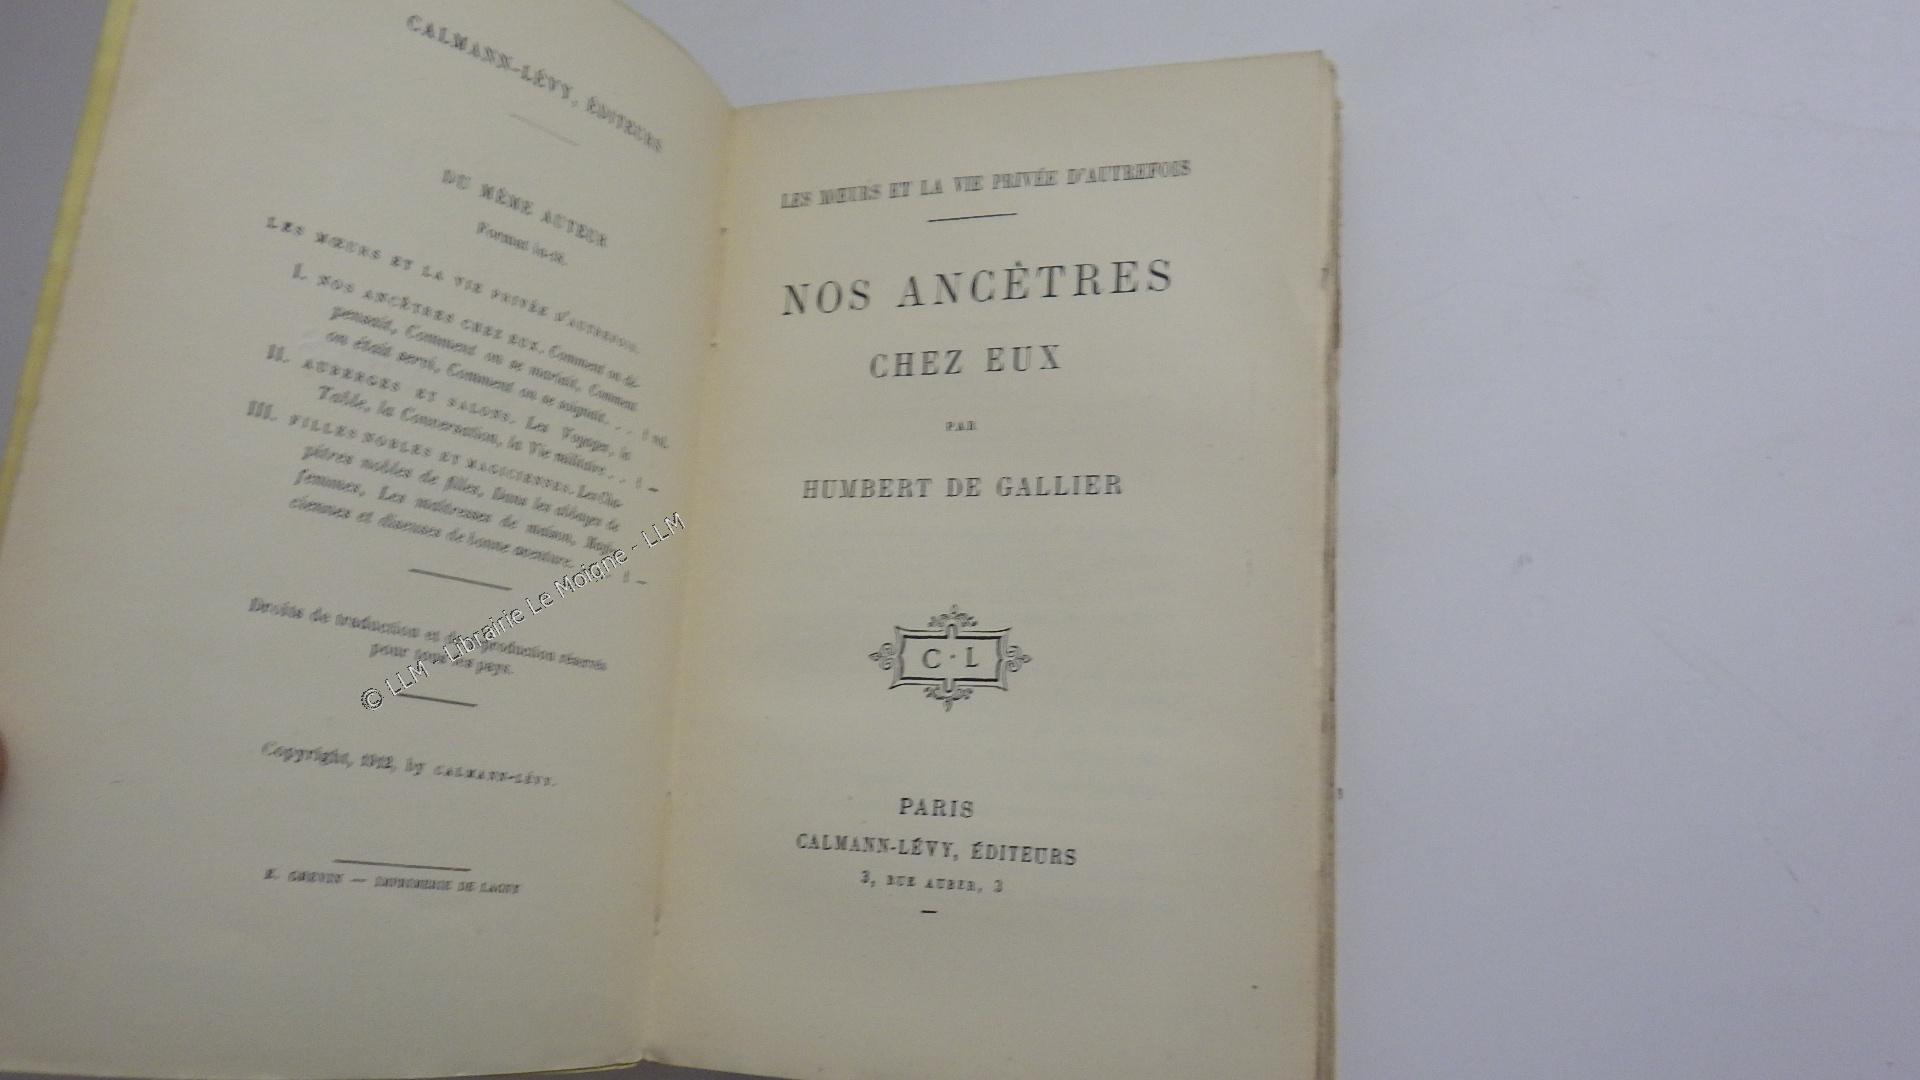 CALMANN-LÉVY, ÉDITEURS
DU MÊME AUTEUR
Format in-18.
LES MŒURS ET LA VIE PRIVÉE D'AUTREFOIS.
I. NOS ANCÊTRES CHEZ EUX. Comment on dé-
pensait, Comment on se mariait, Comment
on était servi, Comment on se soignait. . . 1 vol.
II. AUBERGES ET SALONS. Les Voyages, la
Table, la Conversation, la Vie militaire. . . 1 —
III. FILLES NOBLES ET MAGICIENNES. Les Cha-
pitres nobles de filles, Dans les abbayes de
femmes, Les maîtresses de maison, Magi-
ciennes et diseuses de bonne aventure. 1 —
Droits de traduction et de reproduction réservés
pour tous les pays.
Copyright, 1912, by CALMANN-LÉVY.
E. GREVIN — IMPRIMERIE DE LAGNY
© LLM - Librairie Le Moigne - LLM
LES MŒURS ET LA VIE PRIVÉE D'AUTREFOIS
NOS ANCÊTRES
CHEZ EUX
PAR
HUMBERT DE GALLIER
C·L
PARIS
CALMANN-LÉVY, ÉDITEURS
3, RUE AUBER, 3